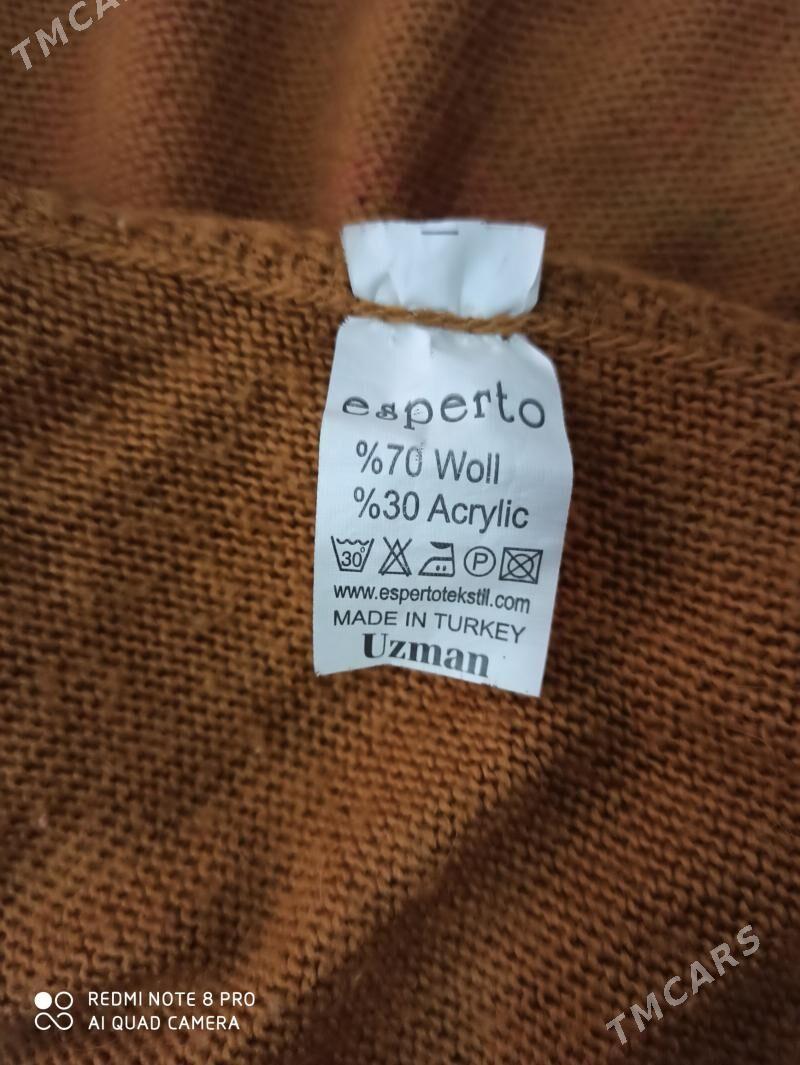 TMCARS
esperto
%70 Woll
%30 Acrylic
30° P
www.espertotekstil.com
MADE IN TURKEY
Uzman
REDMI NOTE 8 PRO
AI QUAD CAMERA
TMCARS